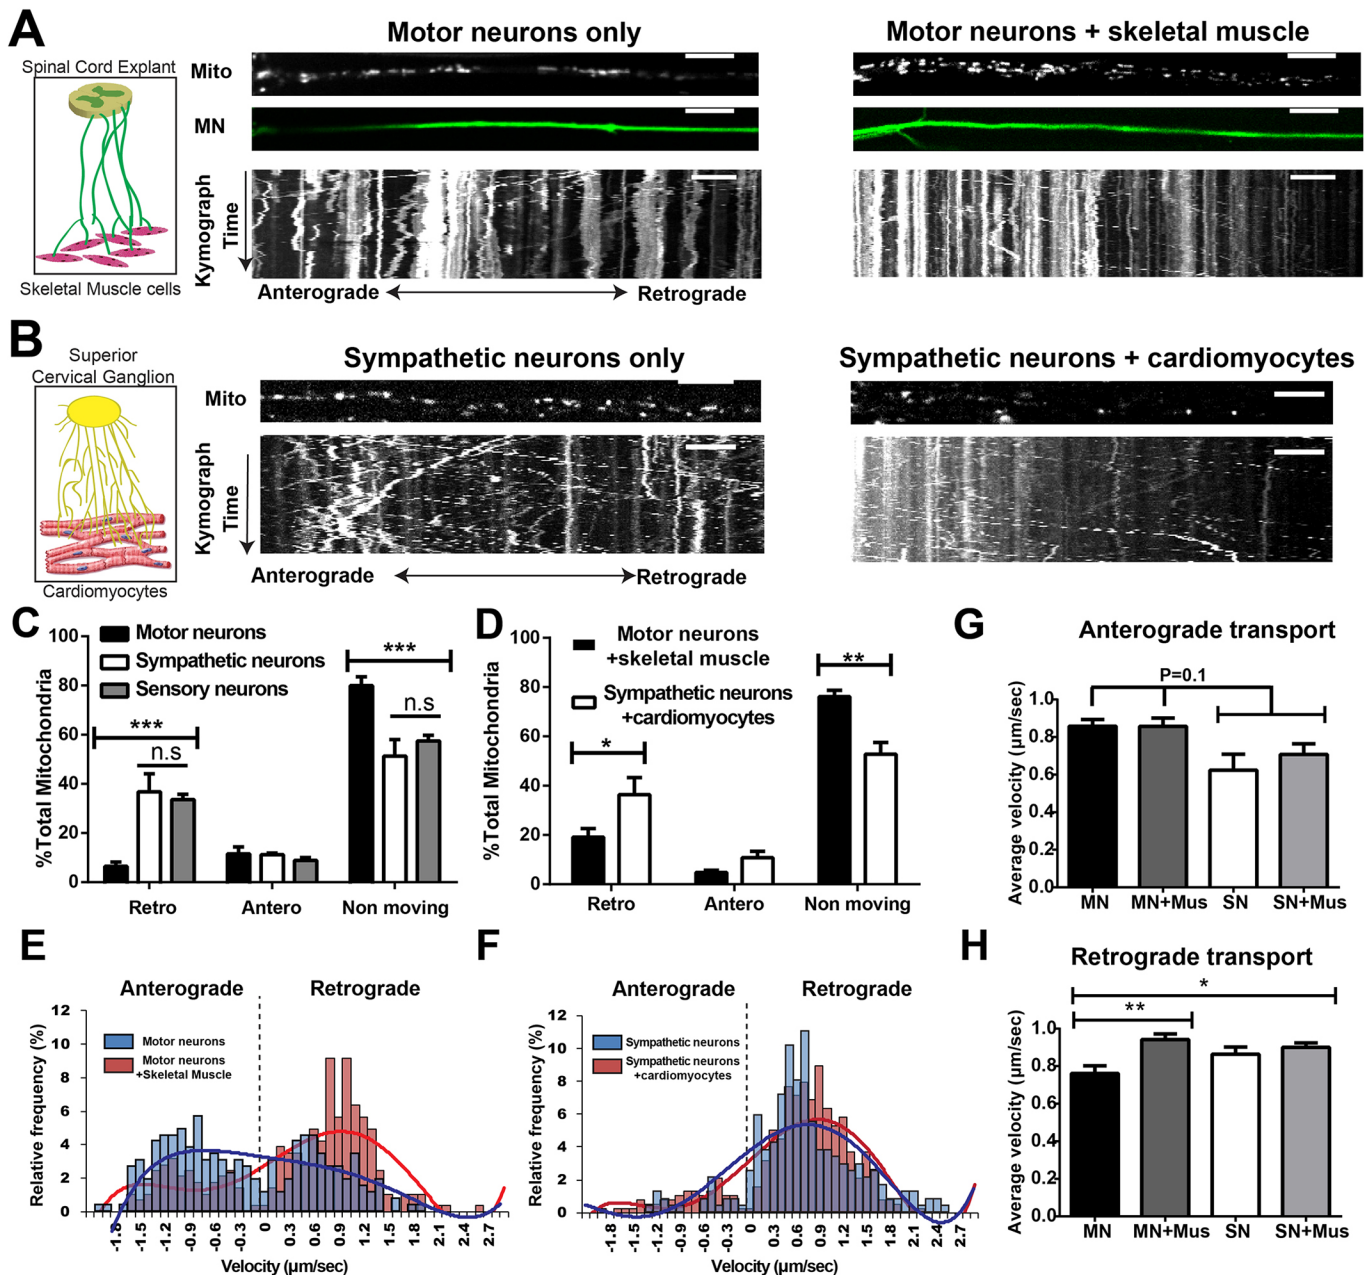 A
Motor neurons only
Motor neurons + skeletal muscle
Spinal Cord Explant
Skeletal Muscle cells
Mito
MN
Kymograph
Time
Anterograde
Retrograde
B
Superior
Cervical Ganglion
Cardiomyocytes
Sympathetic neurons only
Sympathetic neurons + cardiomyocytes
Mito
Kymograph
Time
Anterograde
Retrograde
C
Motor neurons
Sympathetic neurons
Sensory neurons
***
n.s
***
n.s
%Total Mitochondria
100
80
60
40
20
0
Retro
Antero
Non moving
D
Motor neurons
+skeletal muscle
Sympathetic neurons
+cardiomyocytes
*
**
%Total Mitochondria
100
80
60
40
20
0
Retro
Antero
Non moving
G
Anterograde transport
P=0.1
Average velocity (μm/sec)
1.0
0.8
0.6
0.4
0.2
0.0
MN
MN+Mus
SN
SN+Mus
E
Anterograde
Retrograde
Motor neurons
Motor neurons
+Skeletal Muscle
Relative frequency (%)
12
10
8
6
4
2
0
-1.8
-1.5
-1.2
-0.9
-0.6
-0.3
0
0.3
0.6
0.9
1.2
1.5
1.8
2.1
2.4
2.7
Velocity (μm/sec)
F
Anterograde
Retrograde
Sympathetic neurons
Sympathetic neurons
+cardiomyocytes
Relative frequency (%)
12
10
8
6
4
2
0
-1.8
-1.5
-1.2
-0.9
-0.6
-0.3
0
0.3
0.6
0.9
1.2
1.5
1.8
2.1
2.4
2.7
Velocity (μm/sec)
H
Retrograde transport
*
**
Average velocity (μm/sec)
1.0
0.8
0.6
0.4
0.2
0.0
MN
MN+Mus
SN
SN+Mus